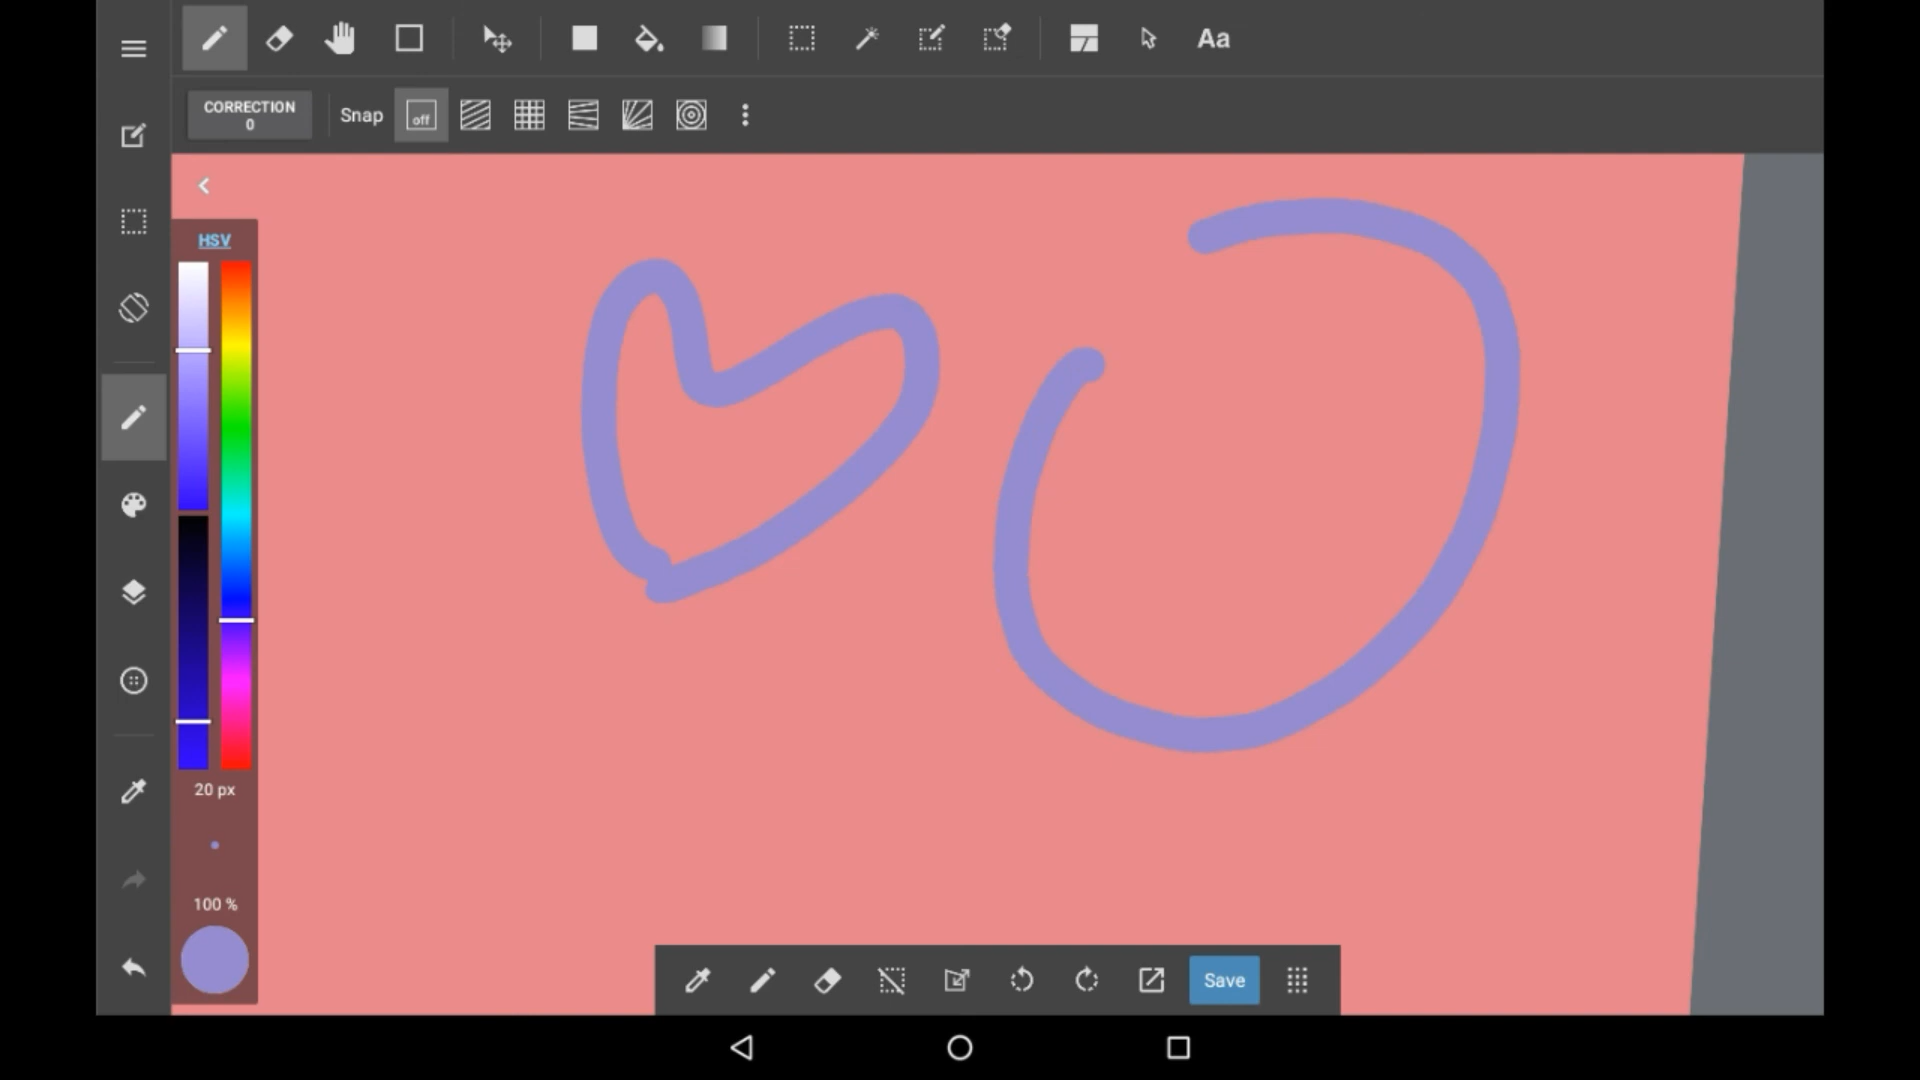 Aa
CORRECTION
0
Snap
off
HSV
20 px
100 %
Save